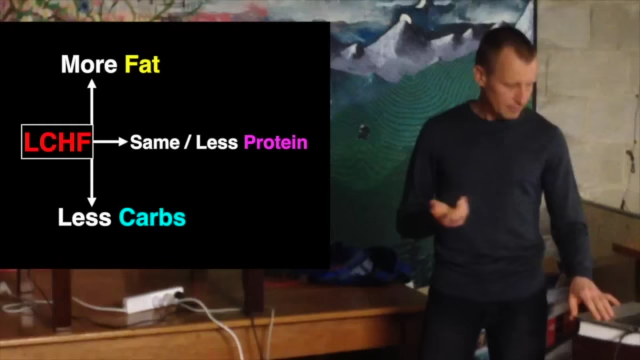 More Fat
LCHF
Same / Less Protein
Less Carbs